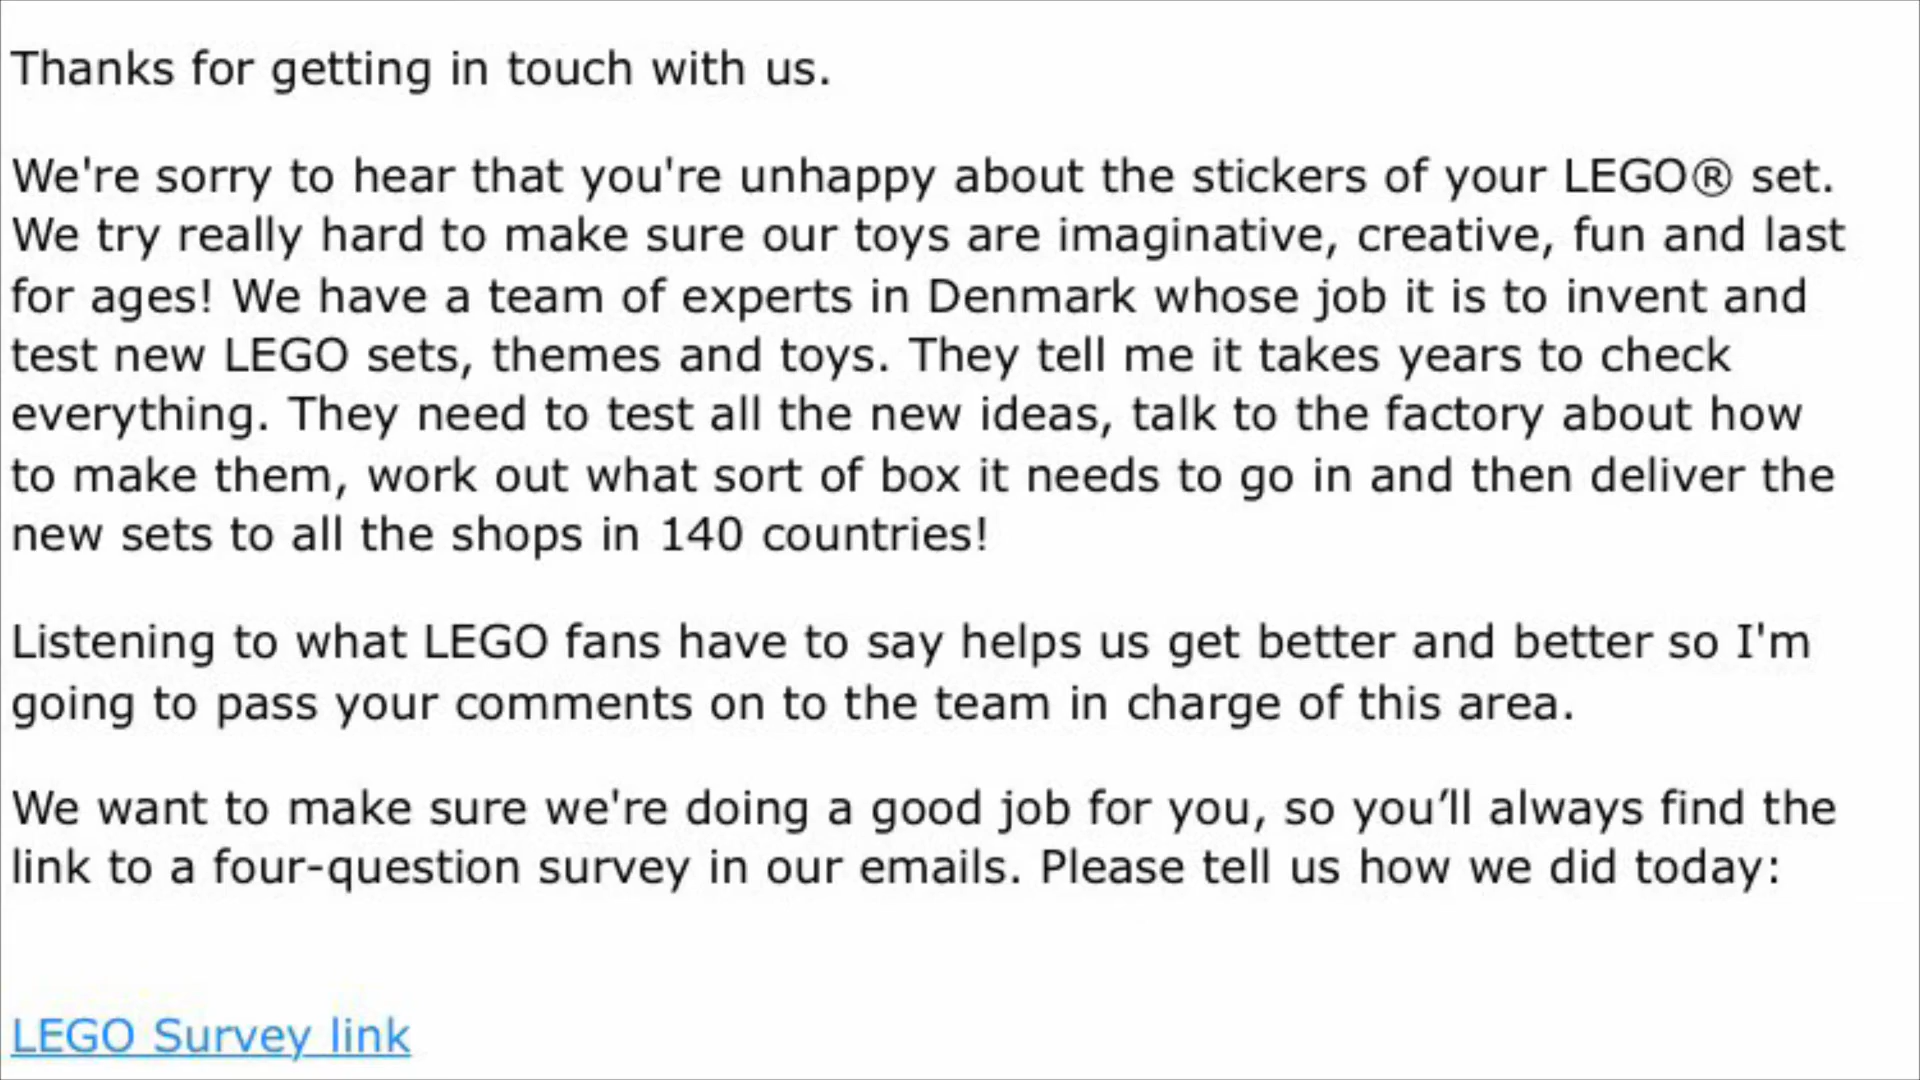 Thanks for getting in touch with us.
We're sorry to hear that you're unhappy about the stickers of your LEGO® set.
We try really hard to make sure our toys are imaginative, creative, fun and last
for ages! We have a team of experts in Denmark whose job it is to invent and
test new LEGO sets, themes and toys. They tell me it takes years to check
everything. They need to test all the new ideas, talk to the factory about how
to make them, work out what sort of box it needs to go in and then deliver the
new sets to all the shops in 140 countries!
Listening to what LEGO fans have to say helps us get better and better so I'm
going to pass your comments on to the team in charge of this area.
We want to make sure we're doing a good job for you, so you’ll always find the
link to a four-question survey in our emails. Please tell us how we did today:
LEGO Survey link